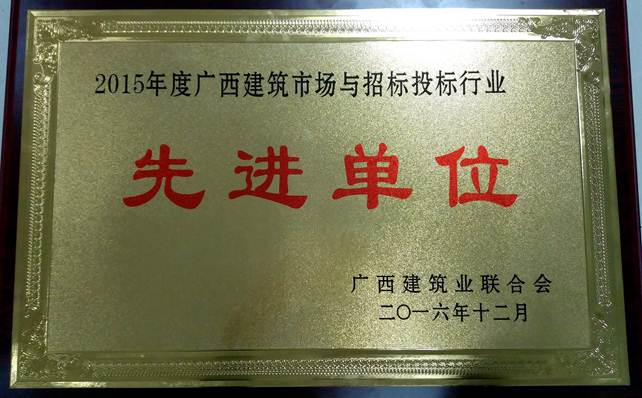 2015年度广西建筑市场与招标投标行业
先进单位
广西建筑业联合会
二〇一六年十二月